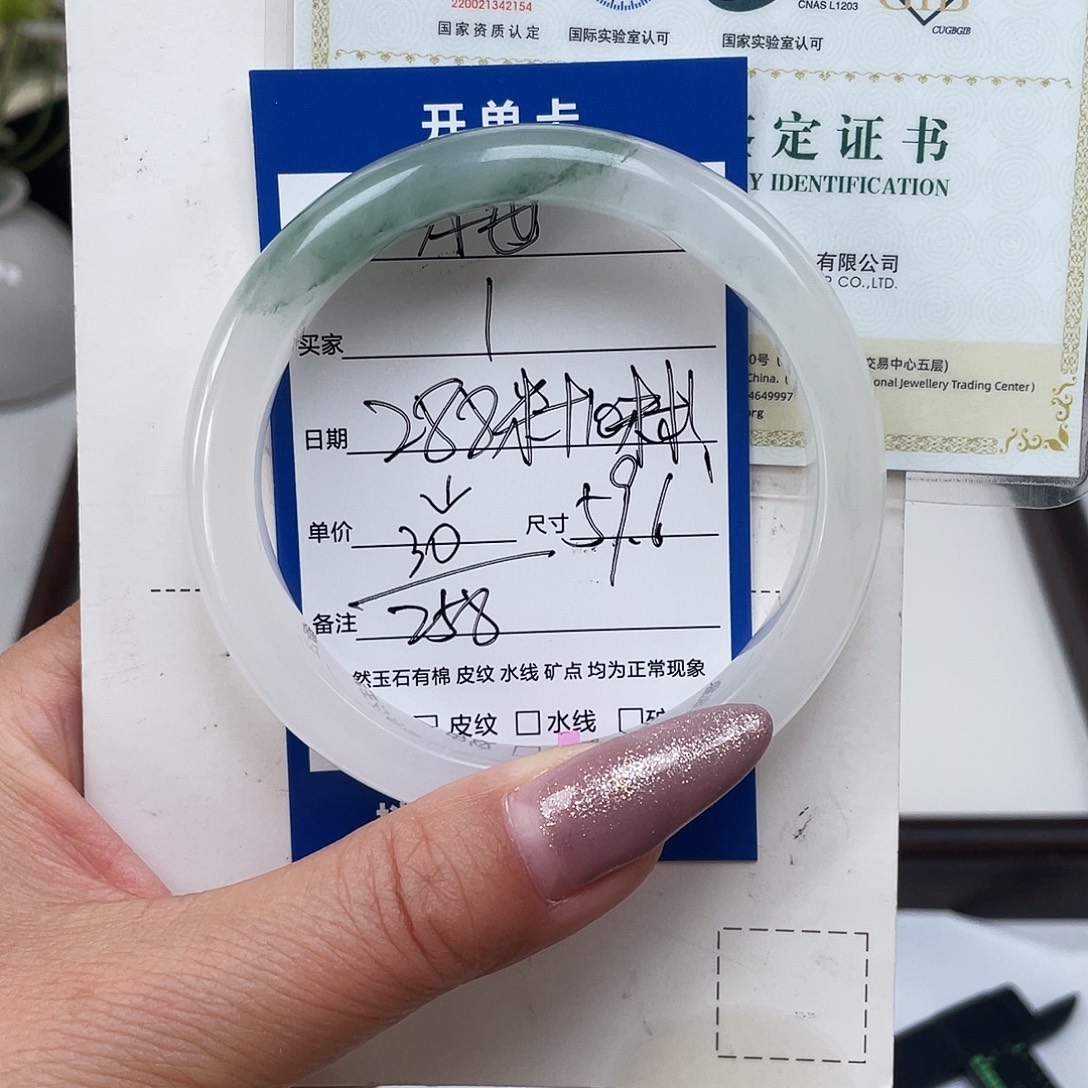 220021342154
CNAS L1203
国家资质认定
国际实验室认可
国家实验室认可
CUGBGIB
开单卡
定证书
Y IDENTIFICATION
有限公司
CO.,LTD.
买家
0号 (
交易中心五层)
China. (
onal Jewellery Trading Center)
4649997
org
日期 288
单价 30 尺寸 59.6
备注 258
然玉石有棉 皮纹 水线 矿点 均为正常现象
□ 皮纹 □ 水线 □